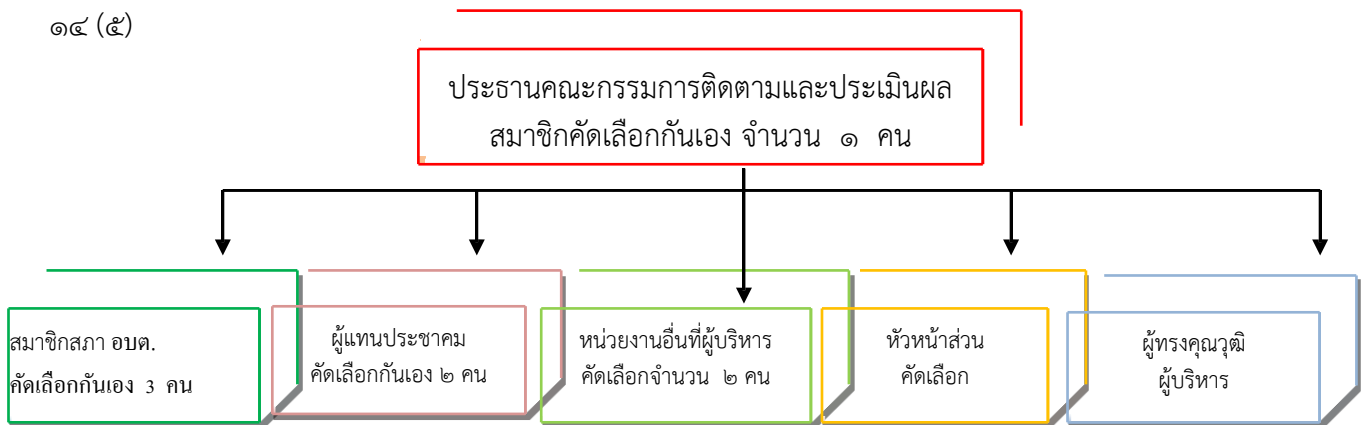 ๑๔ (๕)
ประธานคณะกรรมการติดตามและประเมินผล
สมาชิกคัดเลือกกันเอง จำนวน ๑ คน
สมาชิกสภา อบต.
คัดเลือกกันเอง 3 คน
ผู้แทนประชาคม
คัดเลือกกันเอง ๒ คน
หน่วยงานอื่นที่ผู้บริหาร
คัดเลือกจำนวน ๒ คน
หัวหน้าส่วน
คัดเลือก
ผู้ทรงคุณวุฒิ
ผู้บริหาร